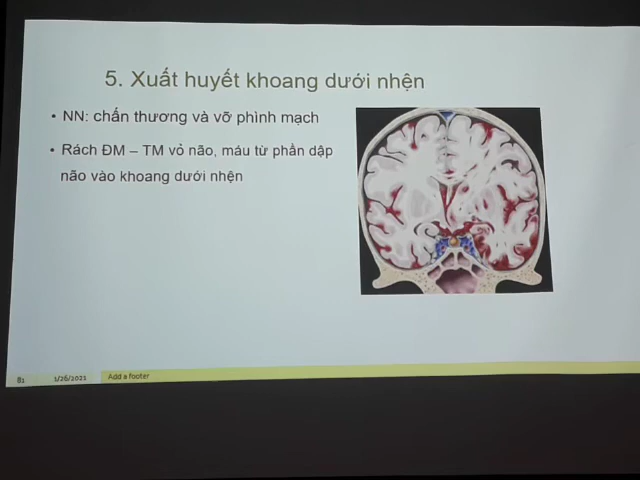 5. Xuất huyết khoang dưới nhện
• NN: chấn thương và vỡ phình mạch
• Rách ĐM – TM vỏ não, máu từ phần dập
não vào khoang dưới nhện
81 1/26/2021 Add a footer